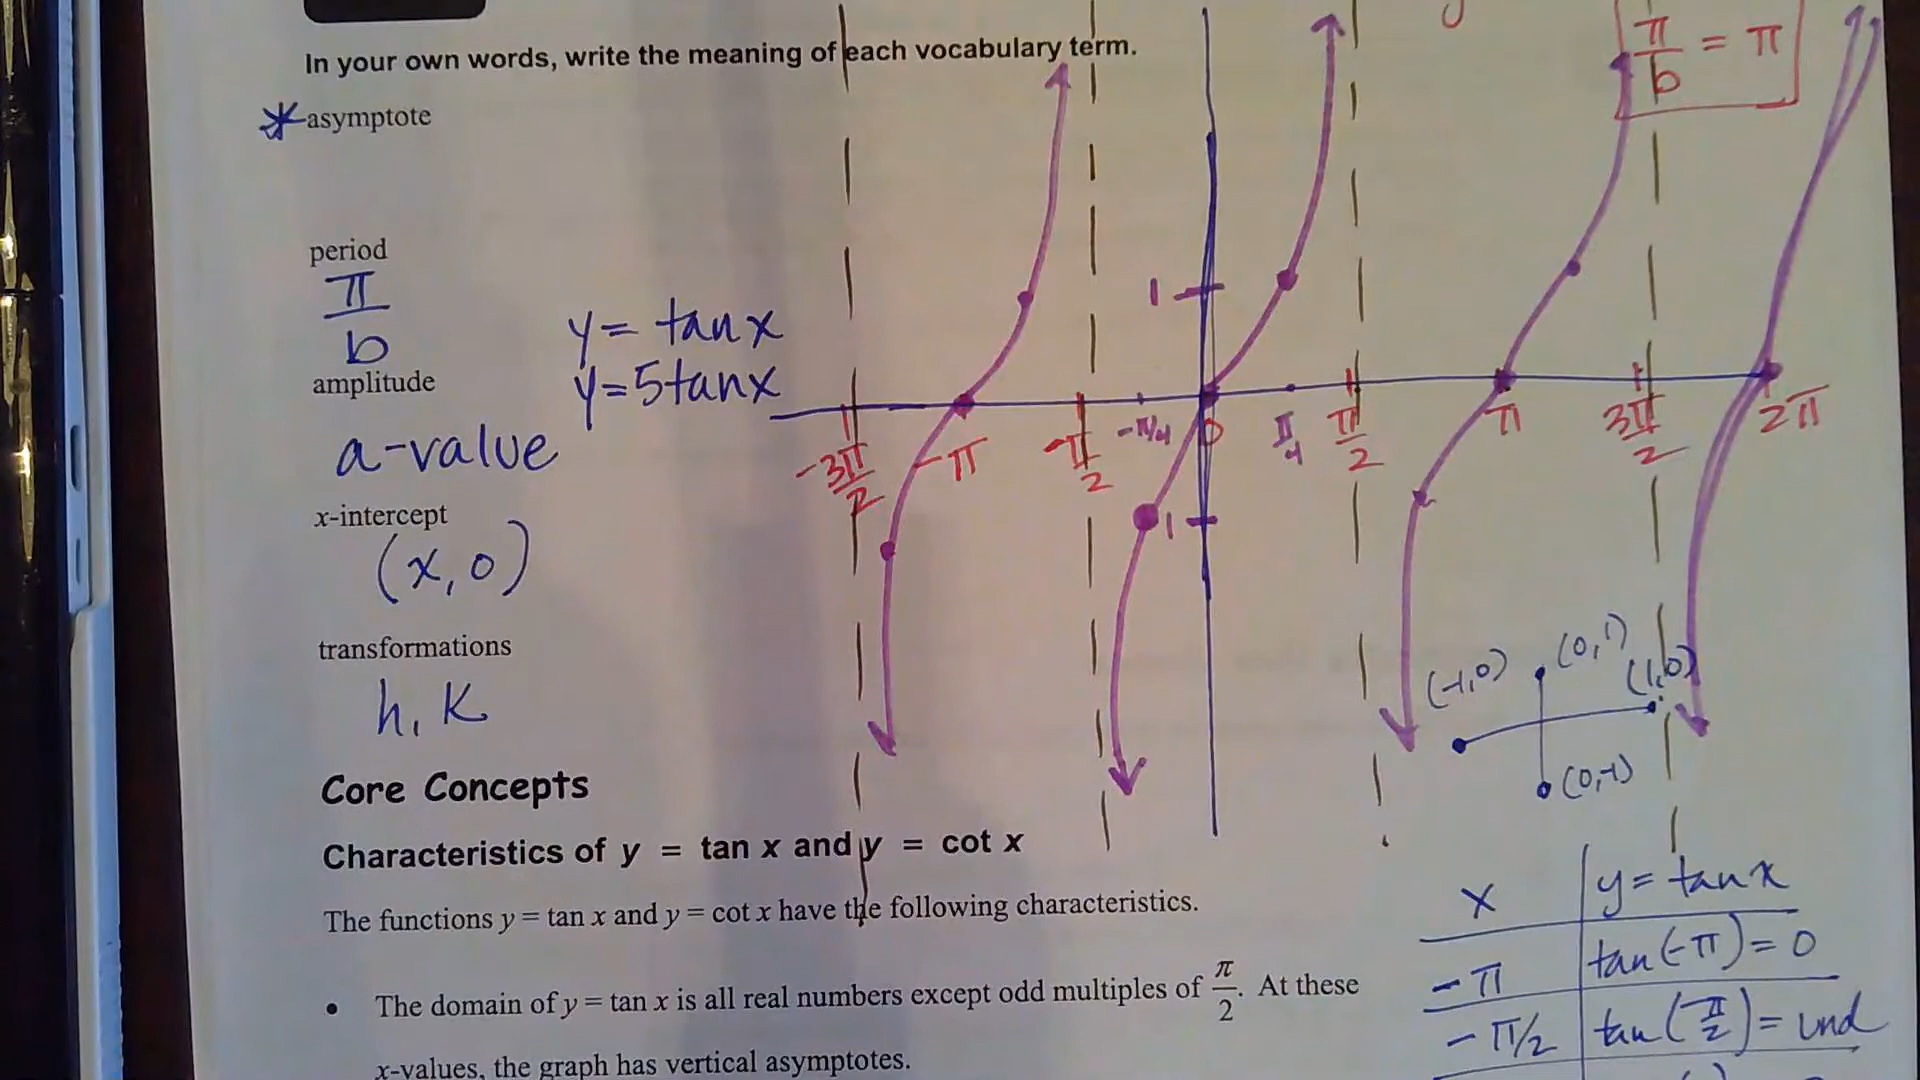 In your own words, write the meaning of each vocabulary term.
π/b = π
* asymptote
period
π/b
y = tan x
y = 5tanx
amplitude
a-value
x-intercept
(x, 0)
transformations
h, K
1
-3π/2 -π -π/2 -π/4 0 π/4 π/2 π 3π/2 2π
1
(-1,0) (0,1) (1,0)
(0,-1)
Core Concepts
Characteristics of y = tan x and y = cot x
The functions y = tan x and y = cot x have the following characteristics.
• The domain of y = tan x is all real numbers except odd multiples of π/2. At these
x-values, the graph has vertical asymptotes.
x | y = tan x
-π | tan(-π) = 0
-π/2 | tan(π/2) = und